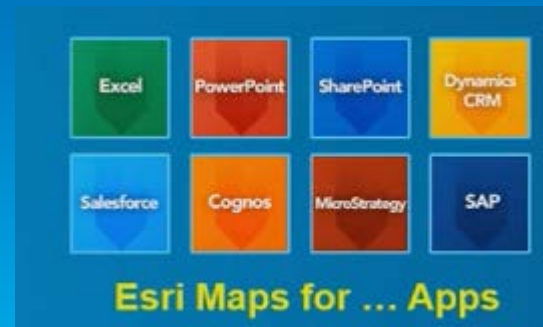 Excel
PowerPoint
SharePoint
Dynamics
CRM
Salesforce
Cognos
MicroStrategy
SAP
Esri Maps for ... Apps